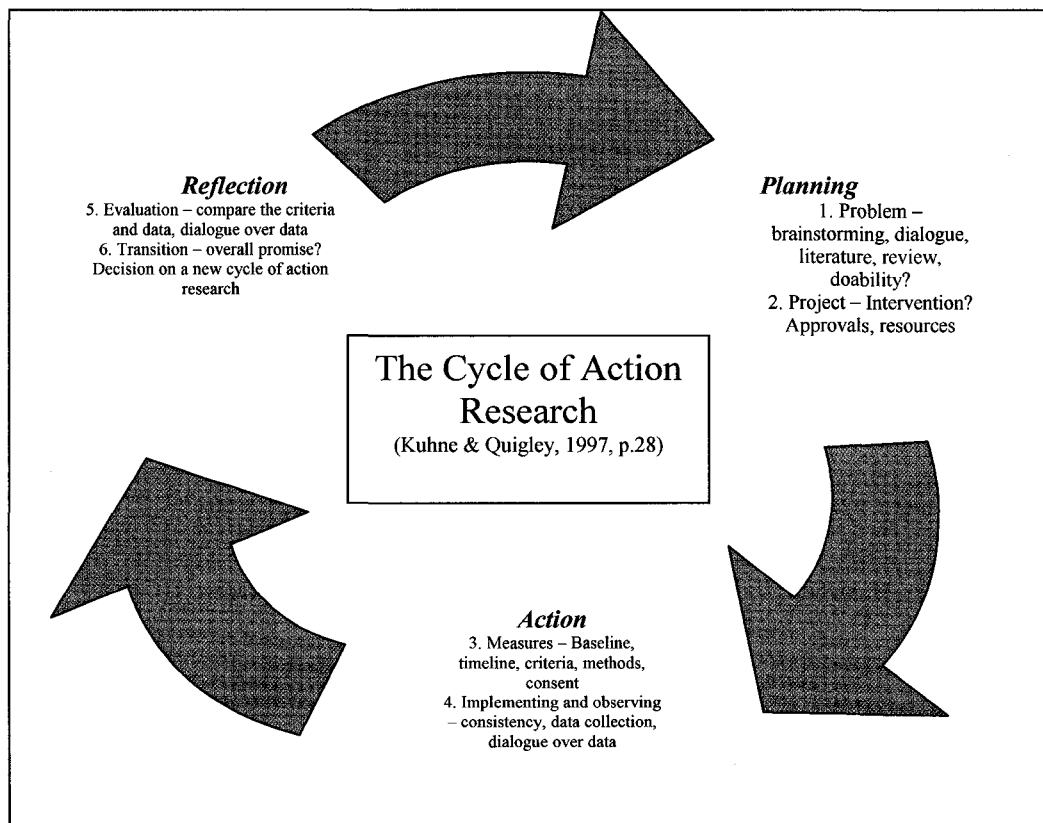 Reflection
5. Evaluation – compare the criteria
and data, dialogue over data
6. Transition – overall promise?
Decision on a new cycle of action
research
Planning
1. Problem –
brainstorming, dialogue,
literature, review,
doability?
2. Project – Intervention?
Approvals, resources
The Cycle of Action
Research
(Kuhne & Quigley, 1997, p.28)
Action
3. Measures – Baseline,
timeline, criteria, methods,
consent
4. Implementing and observing
– consistency, data collection,
dialogue over data